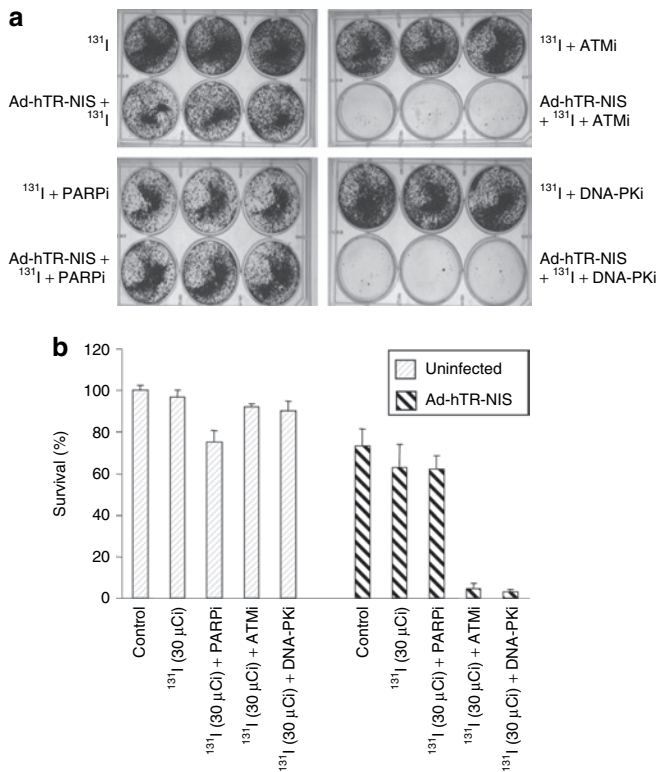 a
¹³¹I
Ad-hTR-NIS +
¹³¹I
¹³¹I + ATMi
Ad-hTR-NIS
+ ¹³¹I + ATMi
¹³¹I + PARPi
Ad-hTR-NIS +
¹³¹I + PARPi
¹³¹I + DNA-PKi
Ad-hTR-NIS
+ ¹³¹I + DNA-PKi
b
Survival (%)
120
100
80
60
40
20
0
Uninfected
Ad-hTR-NIS
Control
¹³¹I (30 μCi)
¹³¹I (30 μCi) + PARPi
¹³¹I (30 μCi) + ATMi
¹³¹I (30 μCi) + DNA-PKi
Control
¹³¹I (30 μCi)
¹³¹I (30 μCi) + PARPi
¹³¹I (30 μCi) + ATMi
¹³¹I (30 μCi) + DNA-PKi